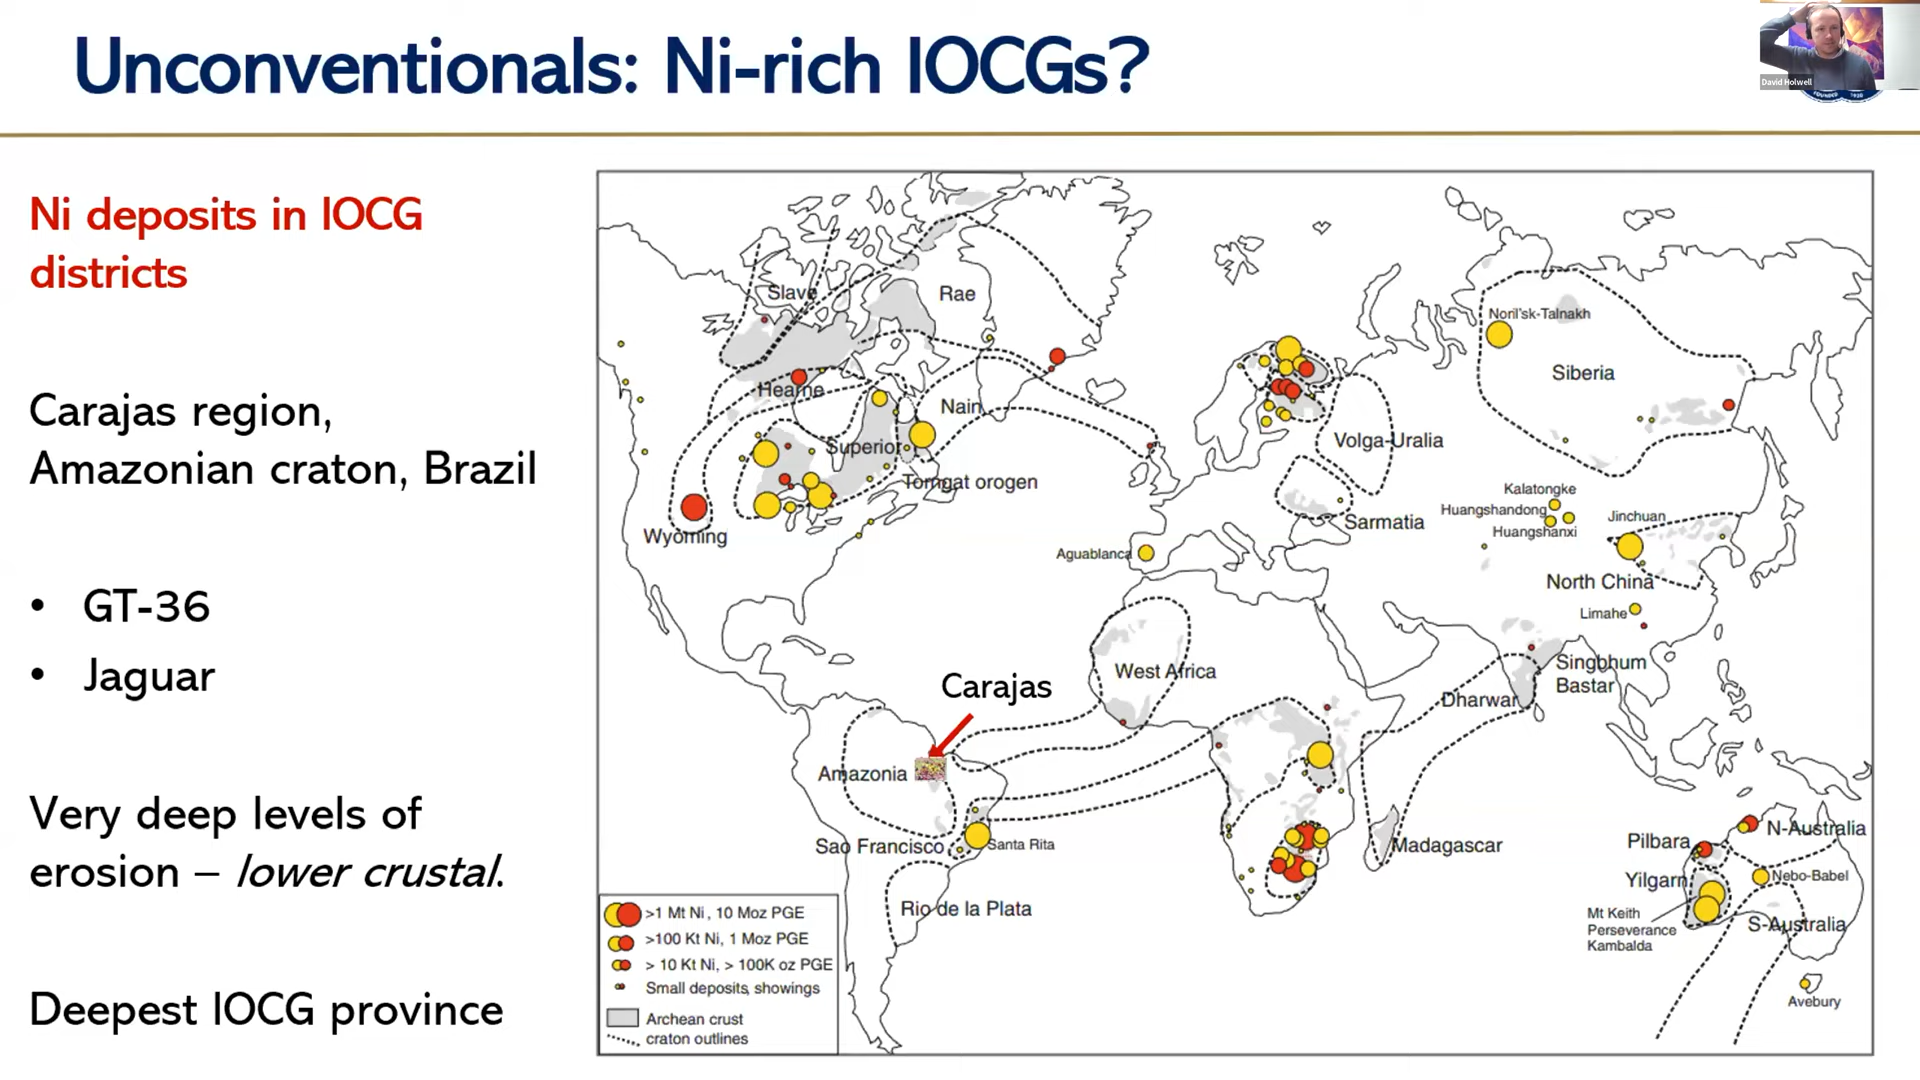 Unconventionals: Ni-rich IOCGs?
David Holwell
Ni deposits in IOCG
districts
Carajas region,
Amazonian craton, Brazil
• GT-36
• Jaguar
Very deep levels of
erosion – lower crustal.
Deepest IOCG province
Slave
Rae
Hearne
Nain
Superior
Torngat orogen
Wyoming
Noril'sk-Talnakh
Siberia
Volga-Uralia
Sarmatia
Kalatongke
Huangshandong
Huangshanxi
Jinchuan
North China
Limahe
Aguablanca
West Africa
Carajas
Amazonia
Singbhum
Bastar
Dharwar
Sao Francisco
Santa Rita
Madagascar
Rio de la Plata
Pilbara
N-Australia
Yilgarn
Nebo-Babel
Mt Keith
Perseverance
Kambalda
S-Australia
Avebury
>1 Mt Ni, 10 Moz PGE
>100 Kt Ni, 1 Moz PGE
> 10 Kt Ni, > 100K oz PGE
Small deposits, showings
Archean crust
craton outlines